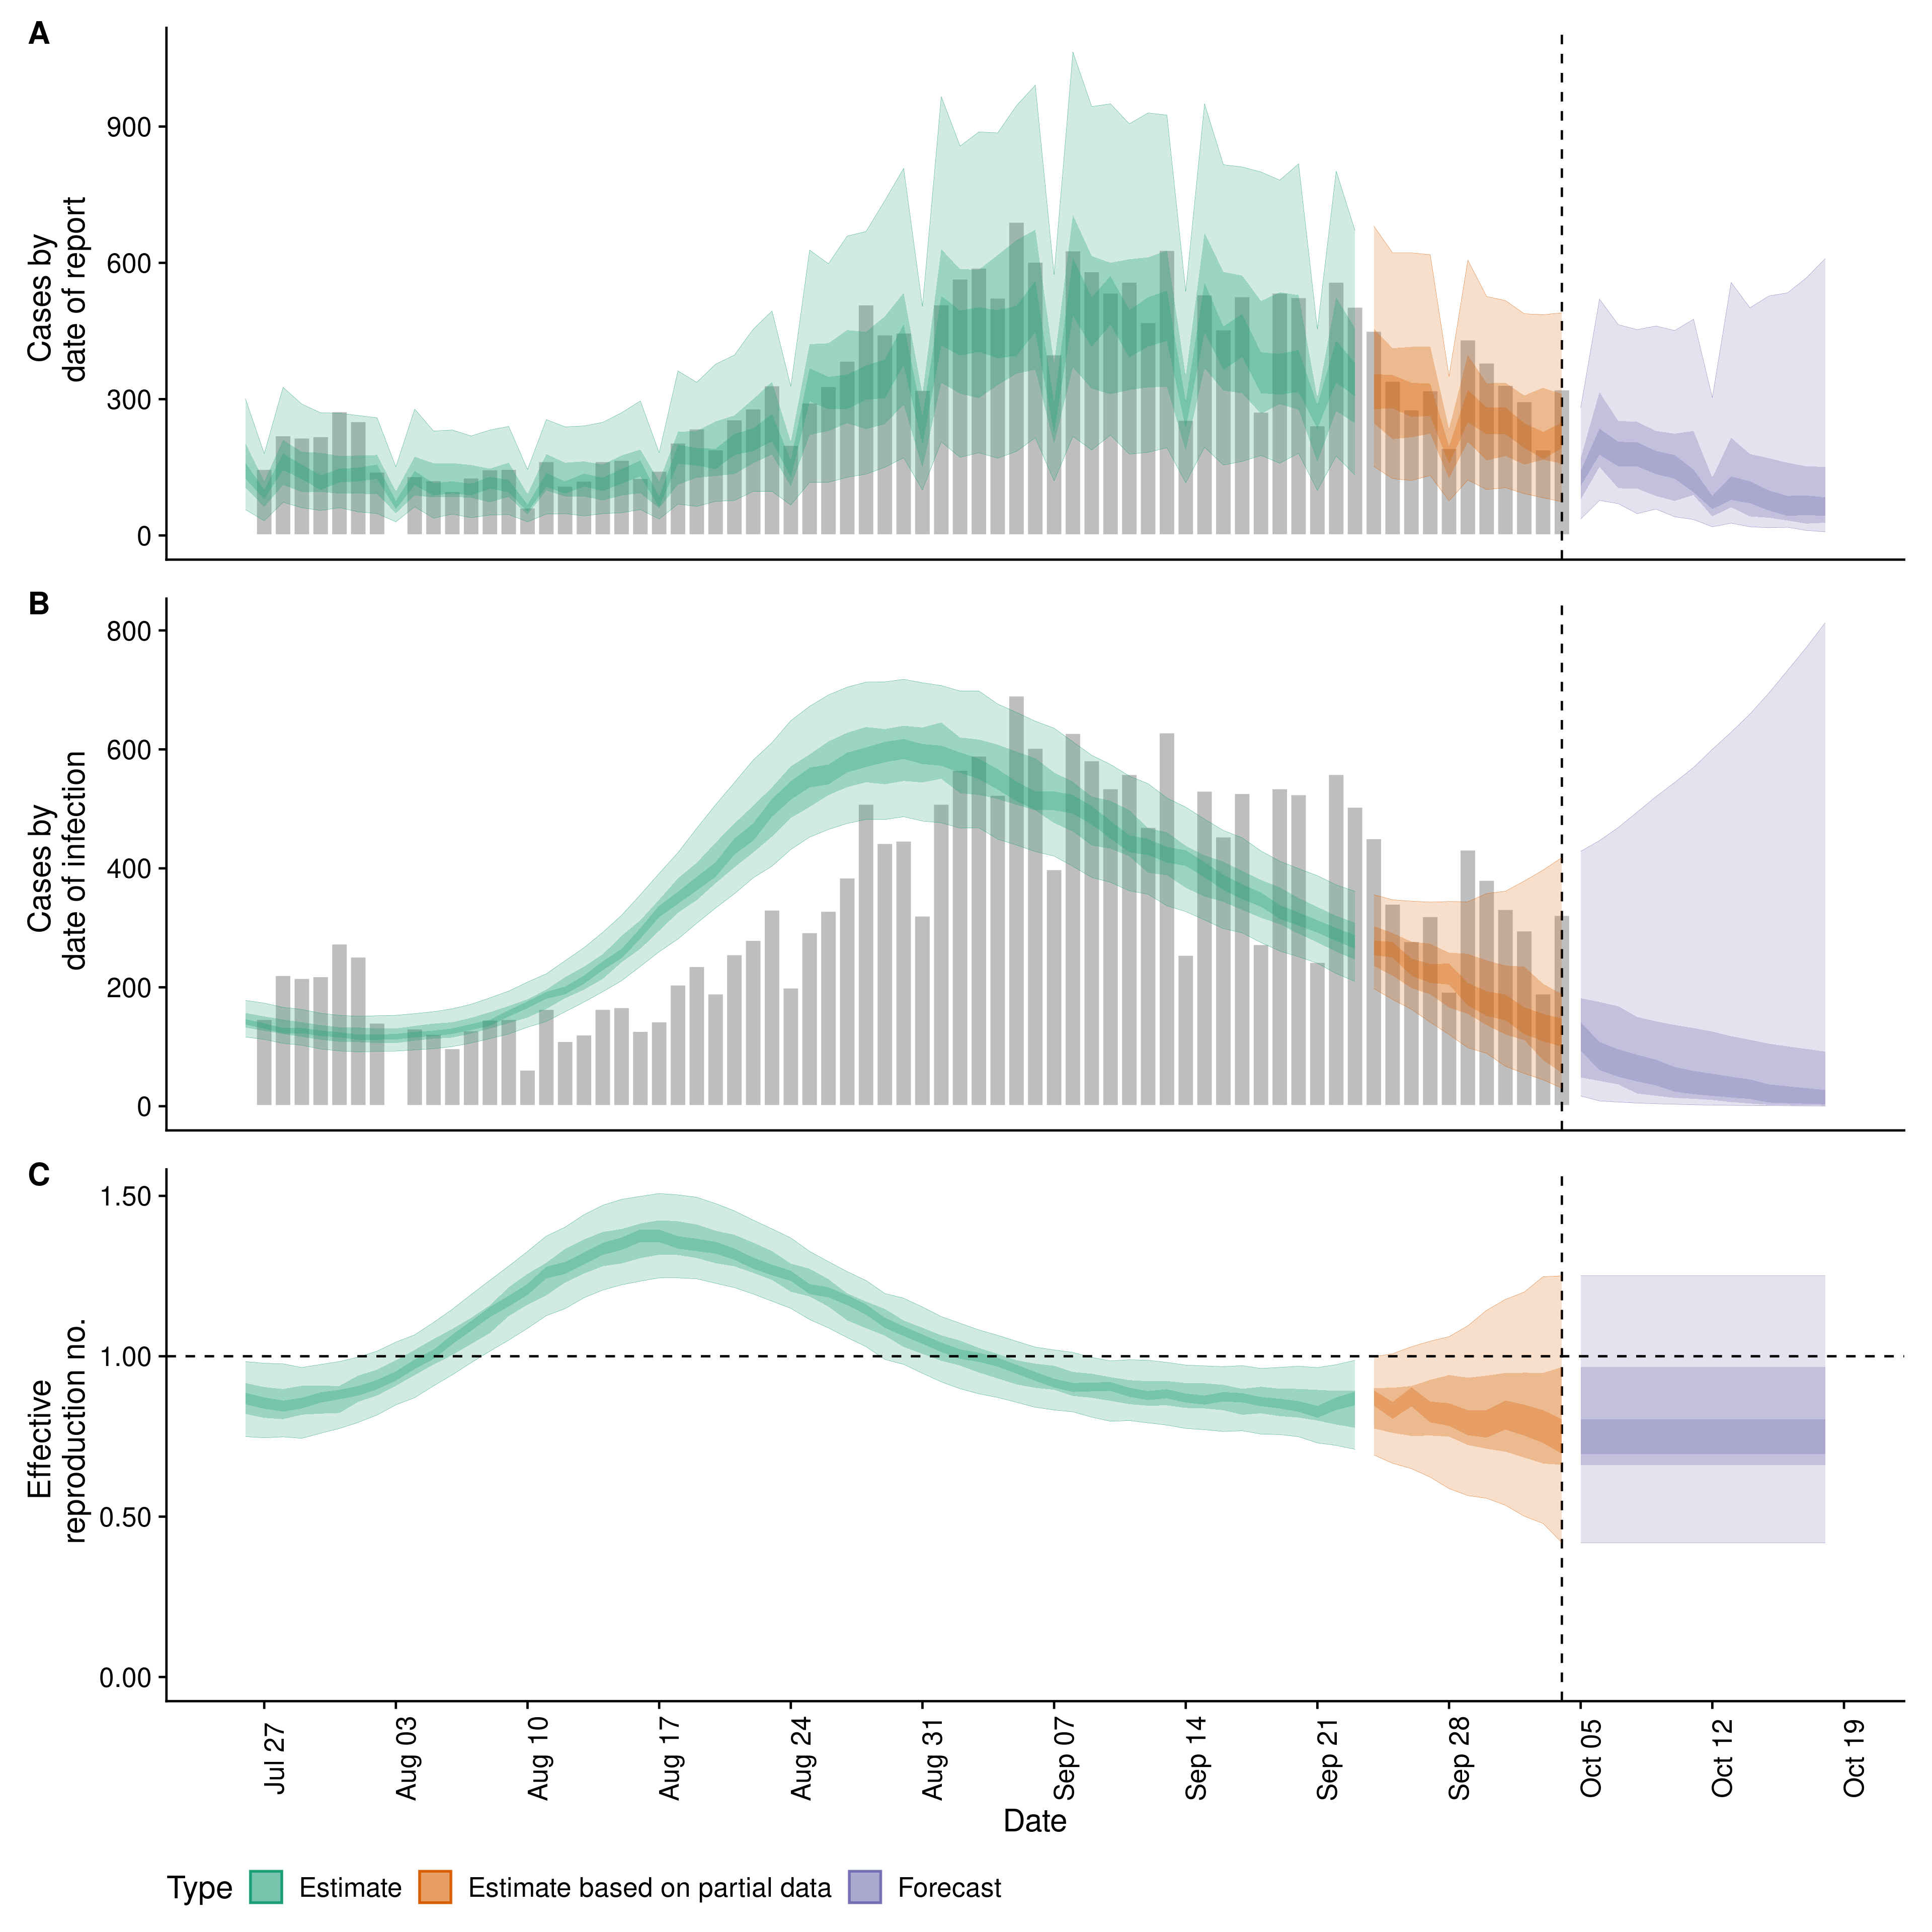 A
Cases by
date of report
900
600
300
0
B
Cases by
date of infection
800
600
400
200
0
C
Effective
reproduction no.
1.50
1.00
0.50
0.00
Jul 27
Aug 03
Aug 10
Aug 17
Aug 24
Aug 31
Sep 07
Sep 14
Sep 21
Sep 28
Oct 05
Oct 12
Oct 19
Date
Type Estimate Estimate based on partial data Forecast